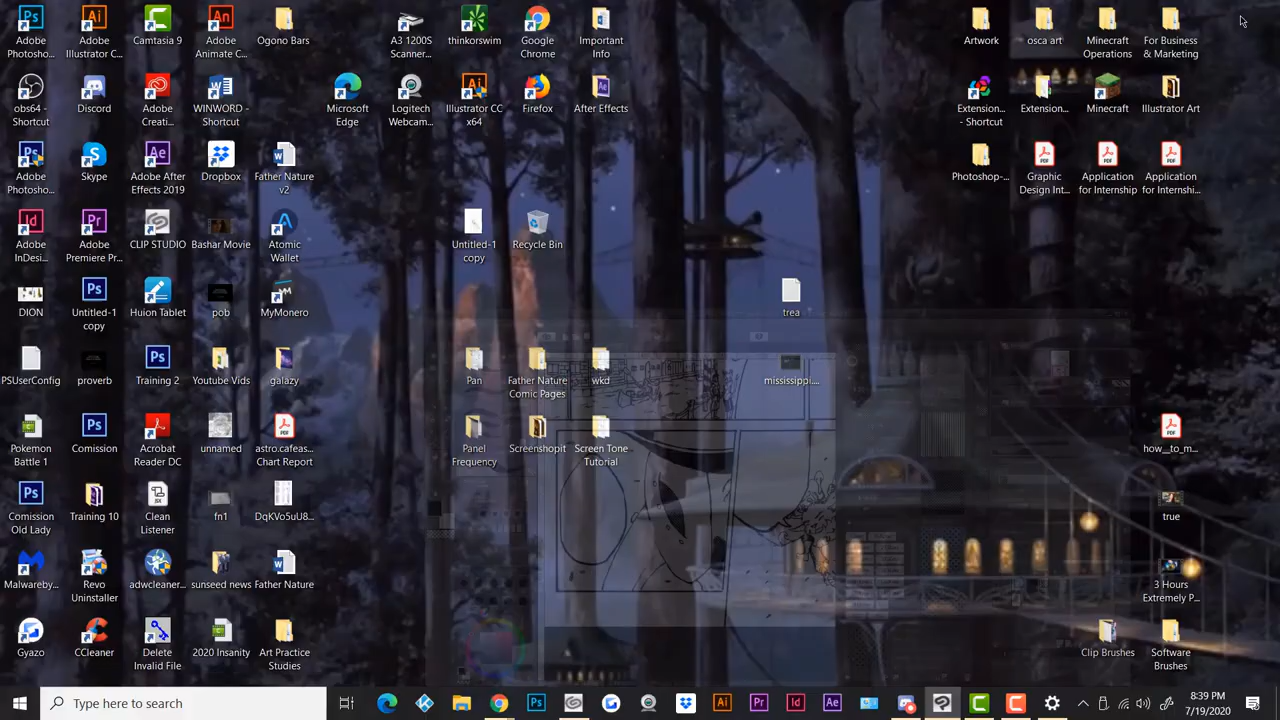 Adobe Photosho...
Adobe Illustrator C...
Camtasia 9
Adobe Animate C...
Ogono Bars
A3 1200S Scanner...
thinkorswim
Google Chrome
Important Info
Artwork
osca art
Minecraft Operations
For Business & Marketing
obs64 - Shortcut
Discord
Adobe Creati...
WINWORD - Shortcut
Microsoft Edge
Logitech Webcam...
Illustrator CC x64
Firefox
After Effects
Extension... - Shortcut
Extension...
Minecraft
Illustrator Art
Adobe Photosho...
Skype
Adobe After Effects 2019
Dropbox
Father Nature v2
Photoshop-...
Graphic Design Int...
Application for Internship
Application for Internshi...
Adobe InDesi...
Adobe Premiere Pr...
CLIP STUDIO
Bashar Movie
Atomic Wallet
Untitled-1 copy
Recycle Bin
DION
Untitled-1 copy
Huion Tablet
pob
MyMonero
trea
PSUserConfig
proverb
Training 2
Youtube Vids
galazy
Pan
Father Nature Comic Pages
wkd
mississippi....
Pokemon Battle 1
Comission
Acrobat Reader DC
unnamed
astro.cafeas... Chart Report
Panel Frequency
Screenshopit
Screen Tone Tutorial
how__to_m...
Comission Old Lady
Training 10
Clean Listener
fn1
DqKVo5uU8...
true
Malwareby...
Revo Uninstaller
adwcleaner...
sunseed news
Father Nature
3 Hours Extremely P...
Gyazo
CCleaner
Delete Invalid File
2020 Insanity
Art Practice Studies
Clip Brushes
Software Brushes
Type here to search
8:39 PM
7/19/2020